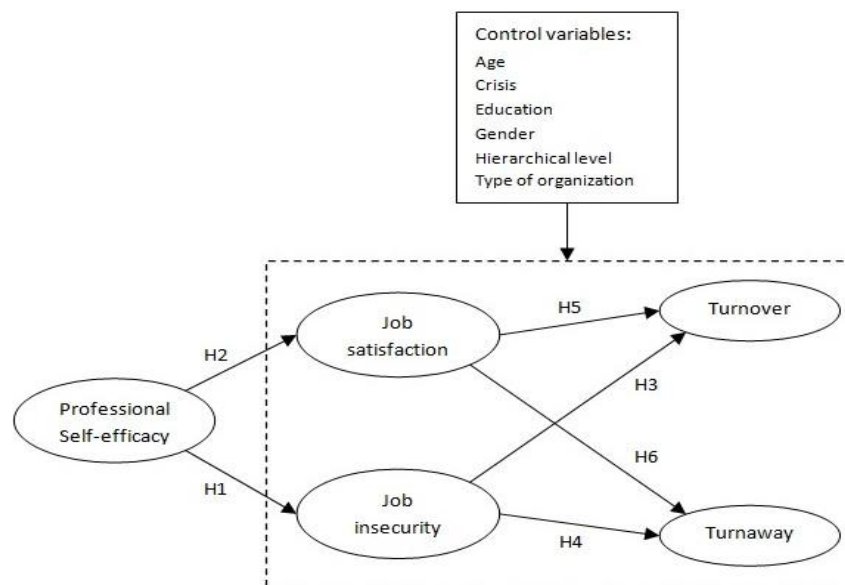 Control variables:
Age
Crisis
Education
Gender
Hierarchical level
Type of organization
H5
Turnover
Job
satisfaction
H2
H3
Professional
Self-efficacy
H6
H1
Job
insecurity
H4
Turnaway